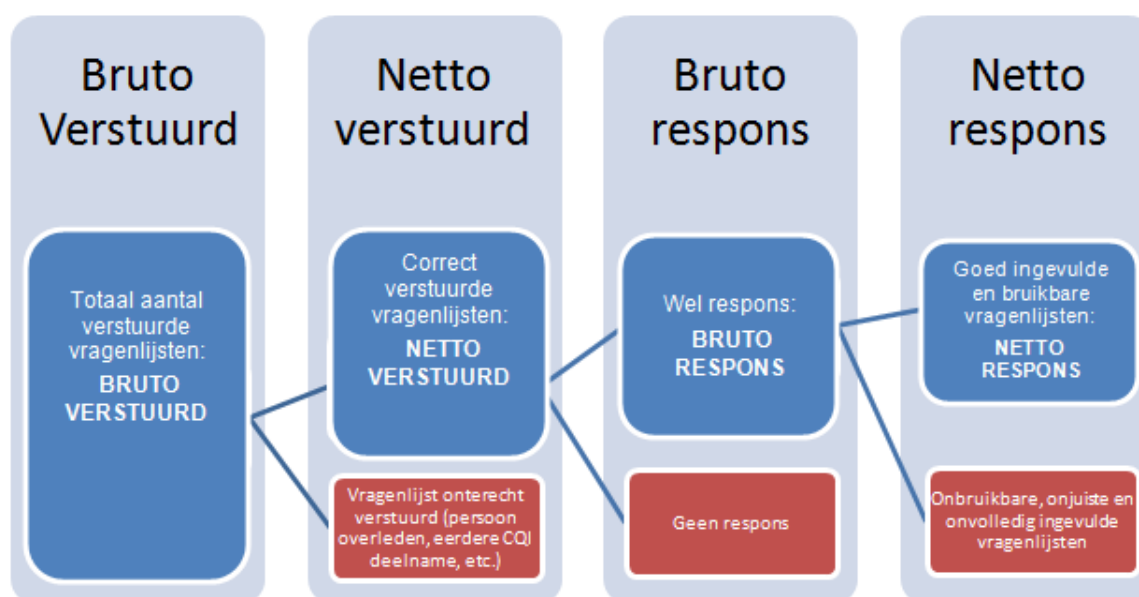 Bruto
Verstuurd
Totaal aantal
verstuurde
vragenlijsten:
BRUTO
VERSTUURD
Netto
verstuurd
Correct
verstuurde
vragenlijsten:
NETTO
VERSTUURD
Vragenlijst onterecht
verstuurd (persoon
overleden, eerdere CQI
deelname, etc.)
Bruto
respons
Wel respons:
BRUTO
RESPONS
Geen respons
Netto
respons
Goed ingevulde
en bruikbare
vragenlijsten:
NETTO
RESPONS
Onbruikbare, onjuiste en
onvolledig ingevulde
vragenlijsten